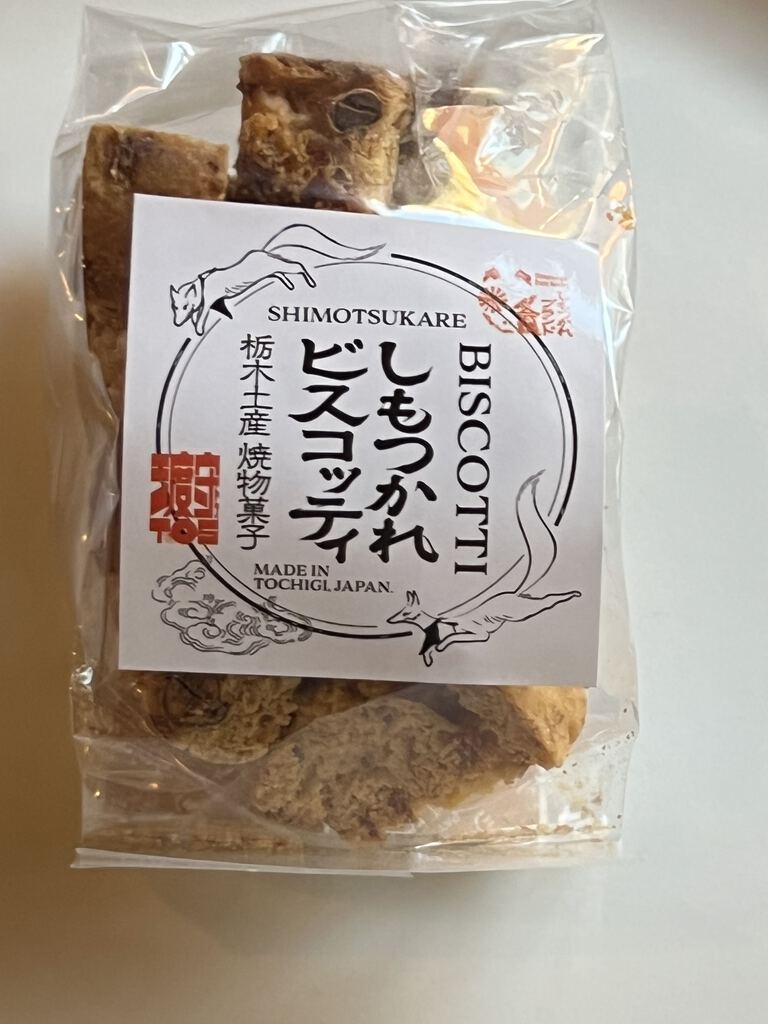 SHIMOTSUKARE
BISCOTTI
しもつかれ
ビスコッティ
栃木土産 焼物菓子
MADE IN
TOCHIGI, JAPAN.